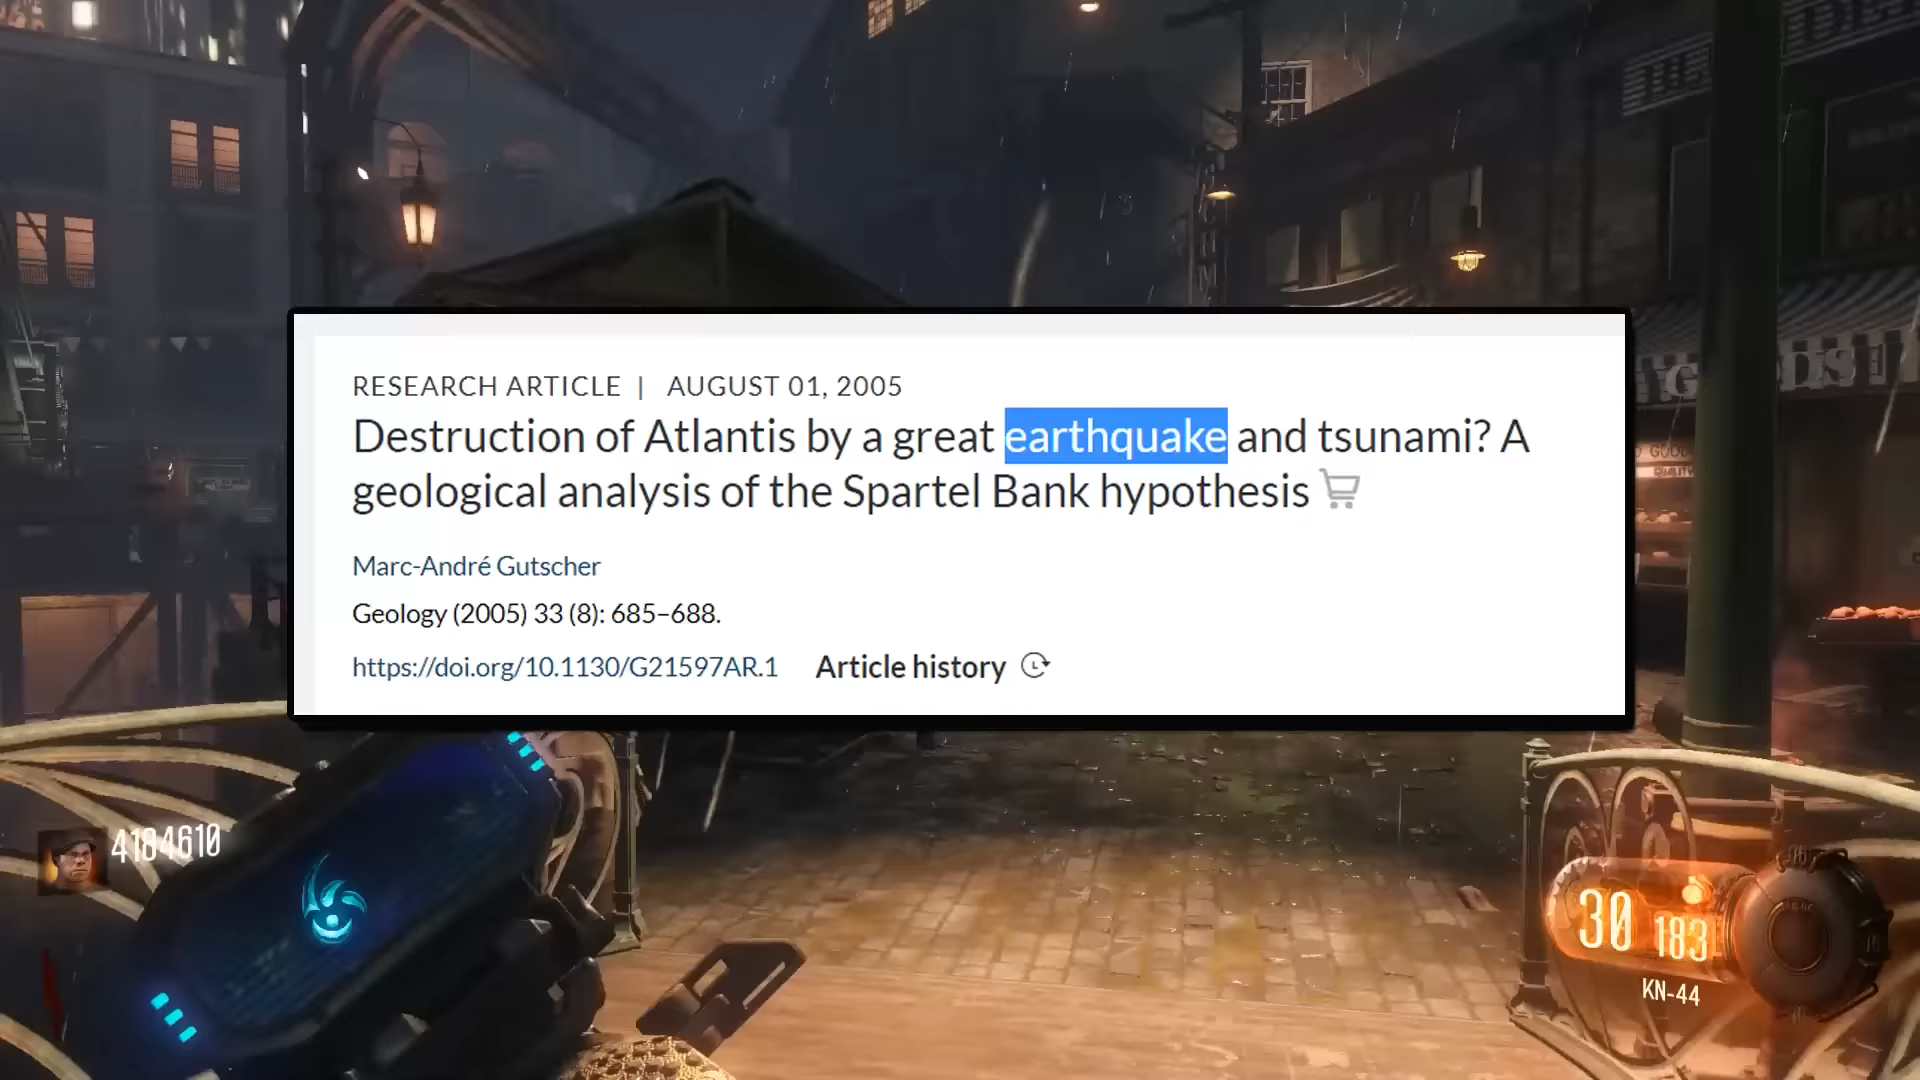 RESEARCH ARTICLE | AUGUST 01, 2005
Destruction of Atlantis by a great earthquake and tsunami? A
geological analysis of the Spartel Bank hypothesis
Marc-André Gutscher
Geology (2005) 33 (8): 685–688.
https://doi.org/10.1130/G21597AR.1 Article history
4184610
30 183
KN-44